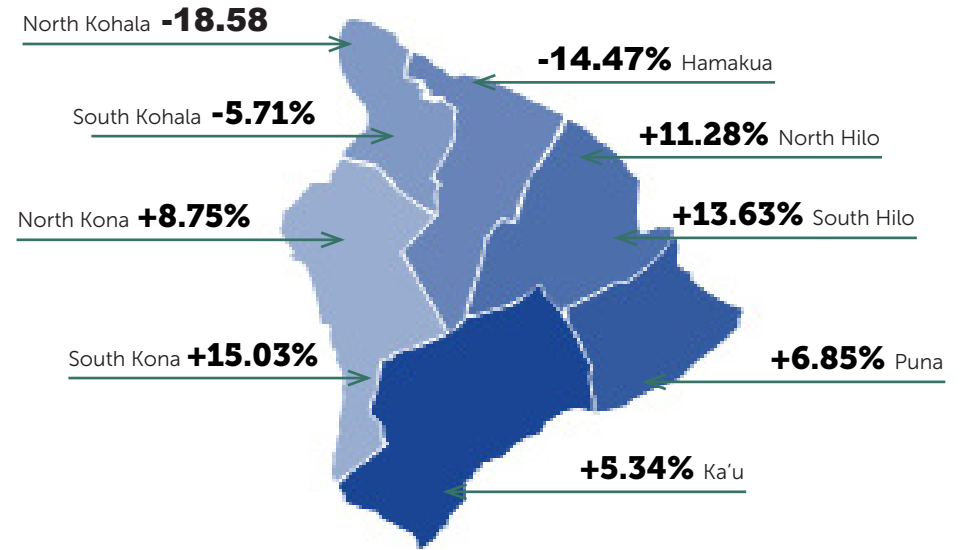 North Kohala -18.58
-14.47% Hamakua
South Kohala -5.71%
+11.28% North Hilo
North Kona +8.75%
+13.63% South Hilo
South Kona +15.03%
+6.85% Puna
+5.34% Ka’u